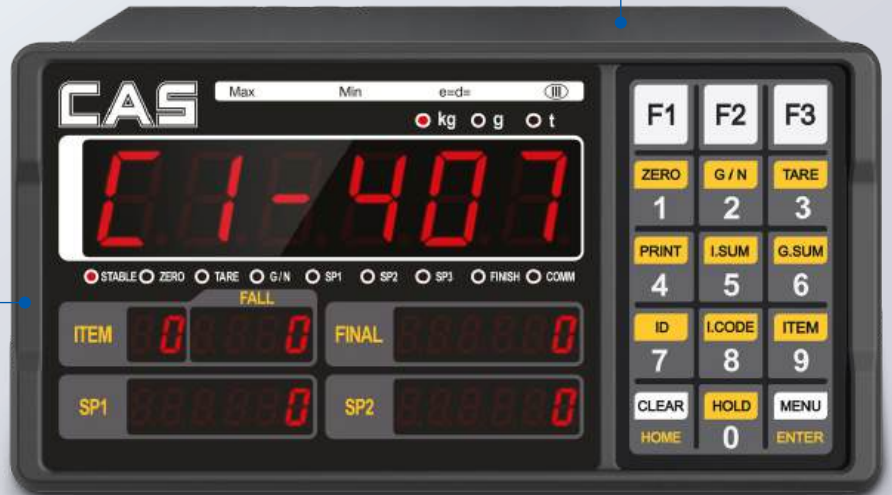 CAS
Max Min e=d= III
kg g t
C1-407
STABLE ZERO TARE G/N SP1 SP2 SP3 FINISH COMM
FALL
ITEM 0 0 FINAL 0
SP1 0 SP2 0
F1 F2 F3
ZERO G/N TARE
1 2 3
PRINT I.SUM G.SUM
4 5 6
ID I.CODE ITEM
7 8 9
CLEAR HOLD MENU
HOME 0 ENTER